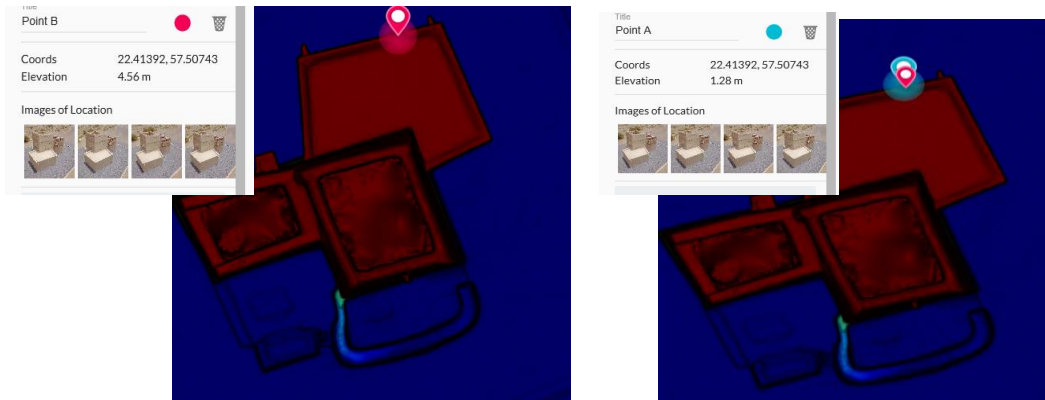 Title
Point B
Coords 22.41392, 57.50743
Elevation 4.56 m
Images of Location
Title
Point A
Coords 22.41392, 57.50743
Elevation 1.28 m
Images of Location